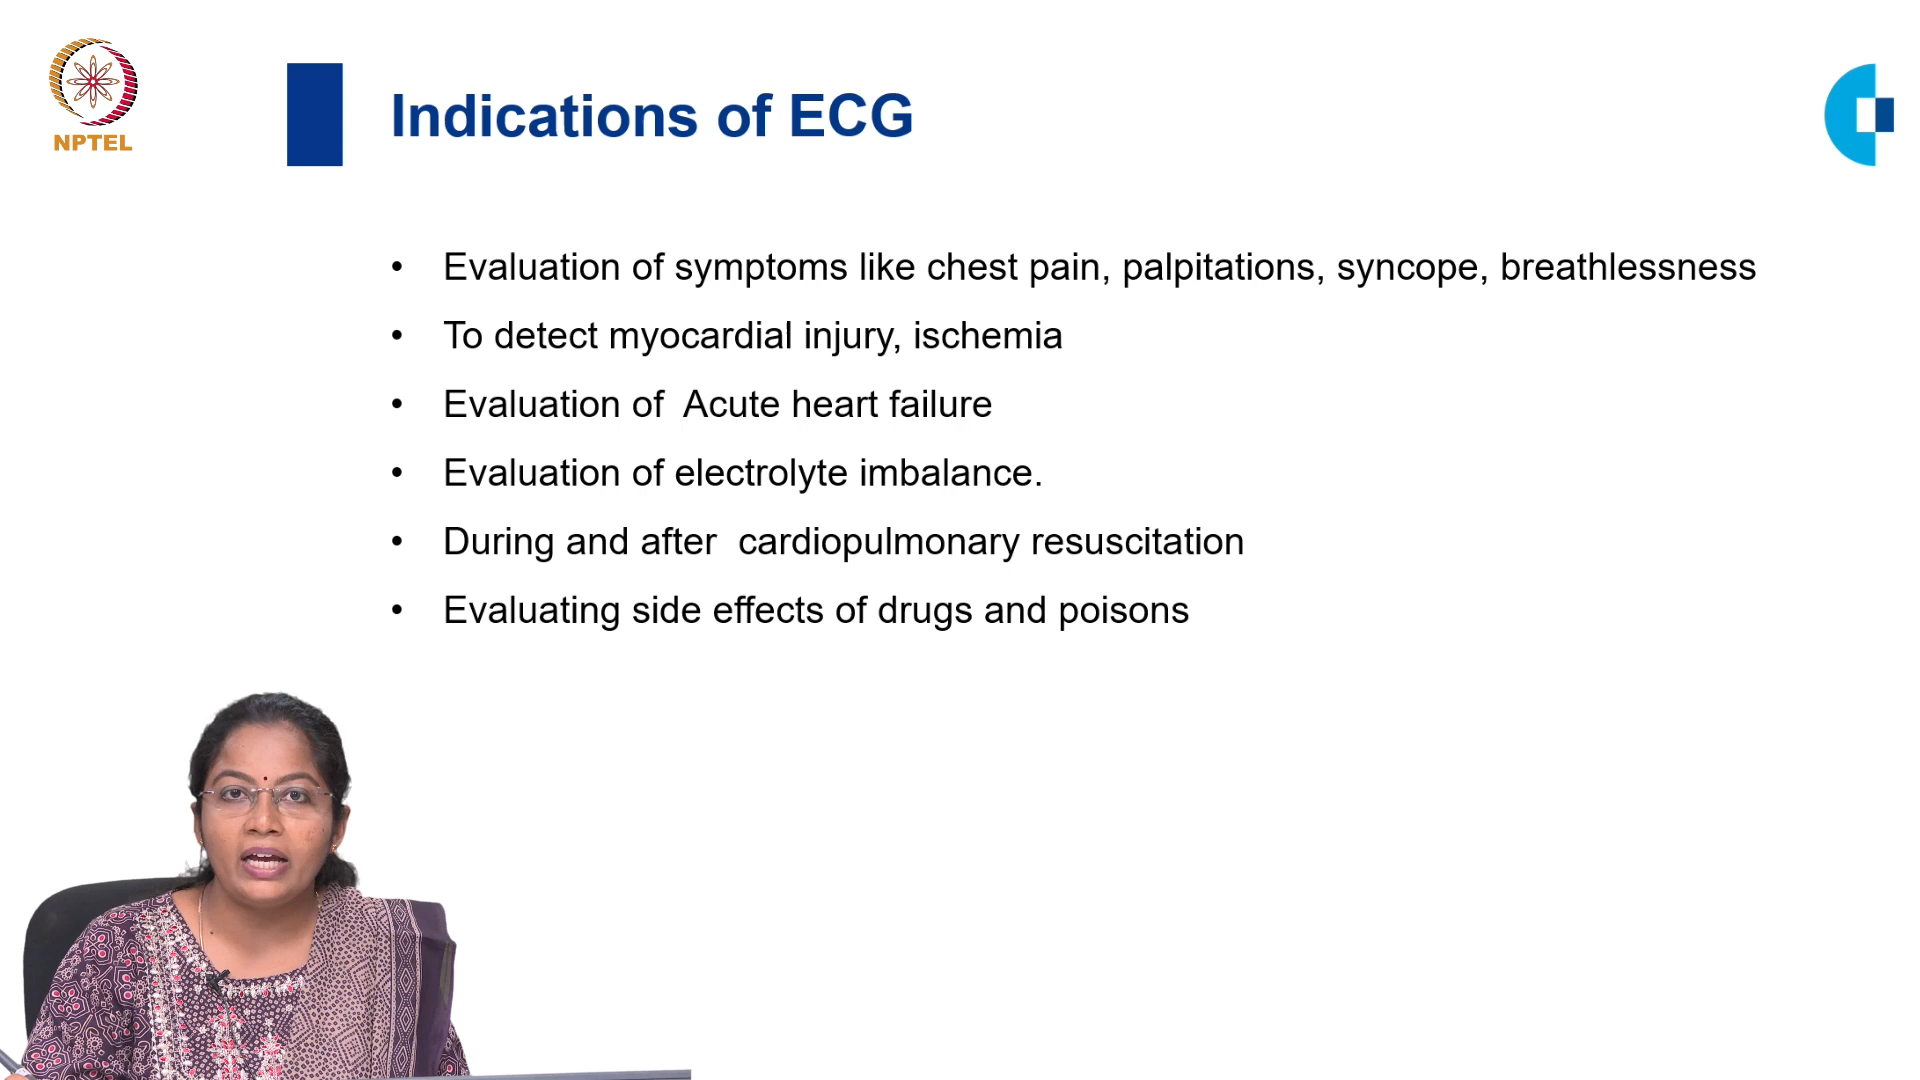 NPTEL
Indications of ECG
• Evaluation of symptoms like chest pain, palpitations, syncope, breathlessness
• To detect myocardial injury, ischemia
• Evaluation of  Acute heart failure
• Evaluation of electrolyte imbalance.
• During and after  cardiopulmonary resuscitation
• Evaluating side effects of drugs and poisons